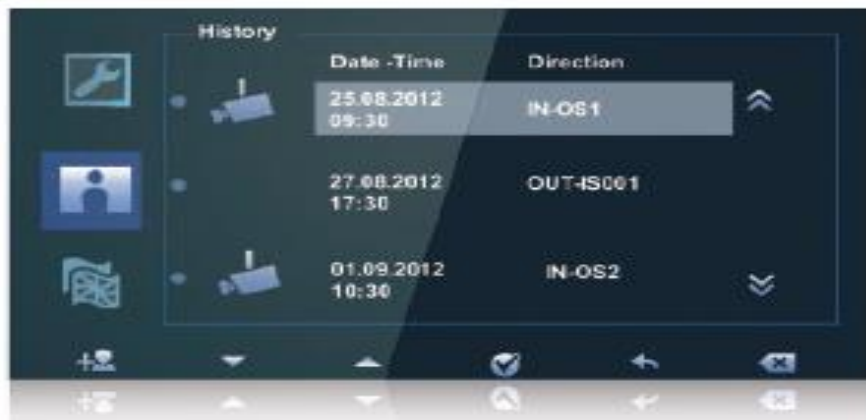 History
Date -Time Direction
25.08.2012 IN-OS1
09:30
27.08.2012 OUT-IS001
17:30
01.09.2012 IN-OS2
10:30